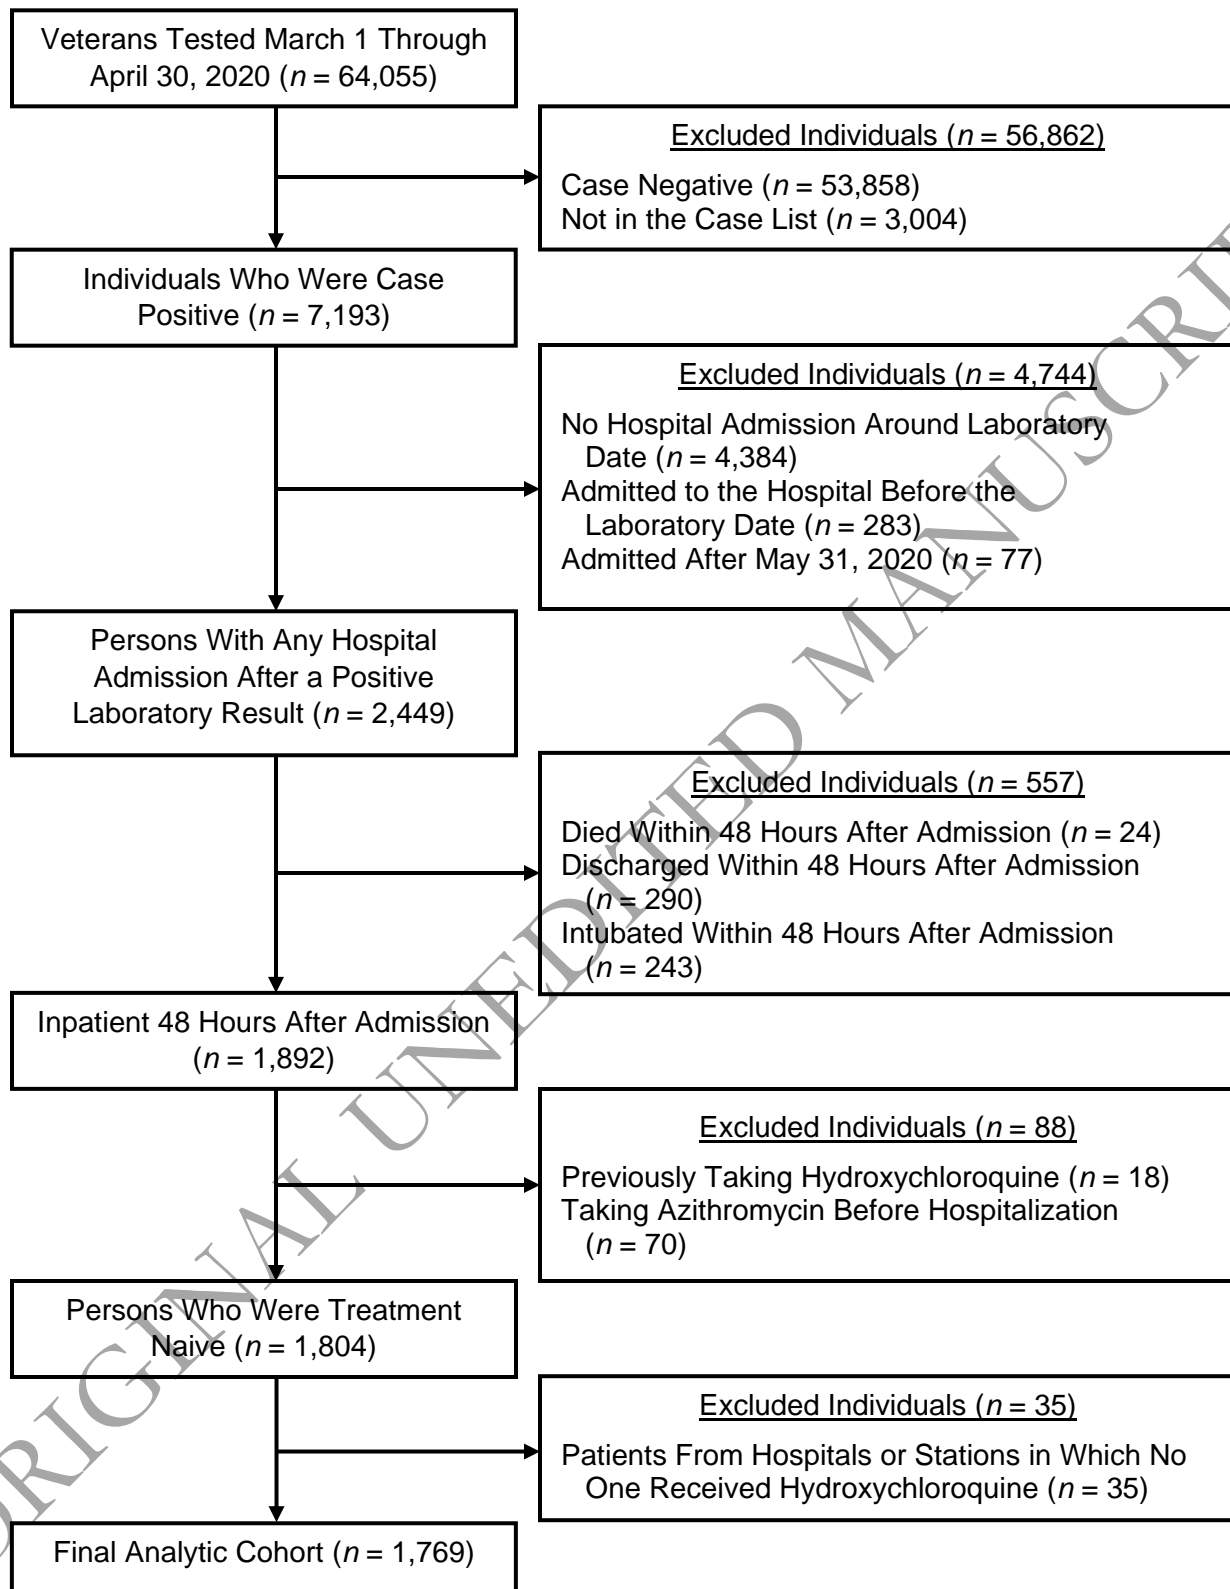 Veterans Tested March 1 Through
April 30, 2020 (n = 64,055)
Excluded Individuals (n = 56,862)
Case Negative (n = 53,858)
Not in the Case List (n = 3,004)
Individuals Who Were Case
Positive (n = 7,193)
Excluded Individuals (n = 4,744)
No Hospital Admission Around Laboratory
Date (n = 4,384)
Admitted to the Hospital Before the
Laboratory Date (n = 283)
Admitted After May 31, 2020 (n = 77)
Persons With Any Hospital
Admission After a Positive
Laboratory Result (n = 2,449)
Excluded Individuals (n = 557)
Died Within 48 Hours After Admission (n = 24)
Discharged Within 48 Hours After Admission
(n = 290)
Intubated Within 48 Hours After Admission
(n = 243)
Inpatient 48 Hours After Admission
(n = 1,892)
Excluded Individuals (n = 88)
Previously Taking Hydroxychloroquine (n = 18)
Taking Azithromycin Before Hospitalization
(n = 70)
Persons Who Were Treatment
Naive (n = 1,804)
Excluded Individuals (n = 35)
Patients From Hospitals or Stations in Which No
One Received Hydroxychloroquine (n = 35)
Final Analytic Cohort (n = 1,769)
ORIGINAL UNEDITED MANUSCRI